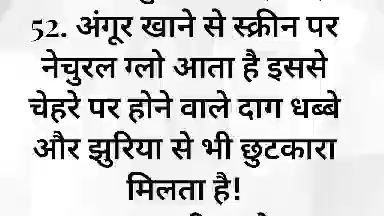 52. अंगूर खाने से स्क्रीन पर
नेचुरल ग्लो आता है इससे
चेहरे पर होने वाले दाग धब्बे
और झुरिया से भी छुटकारा
मिलता है!